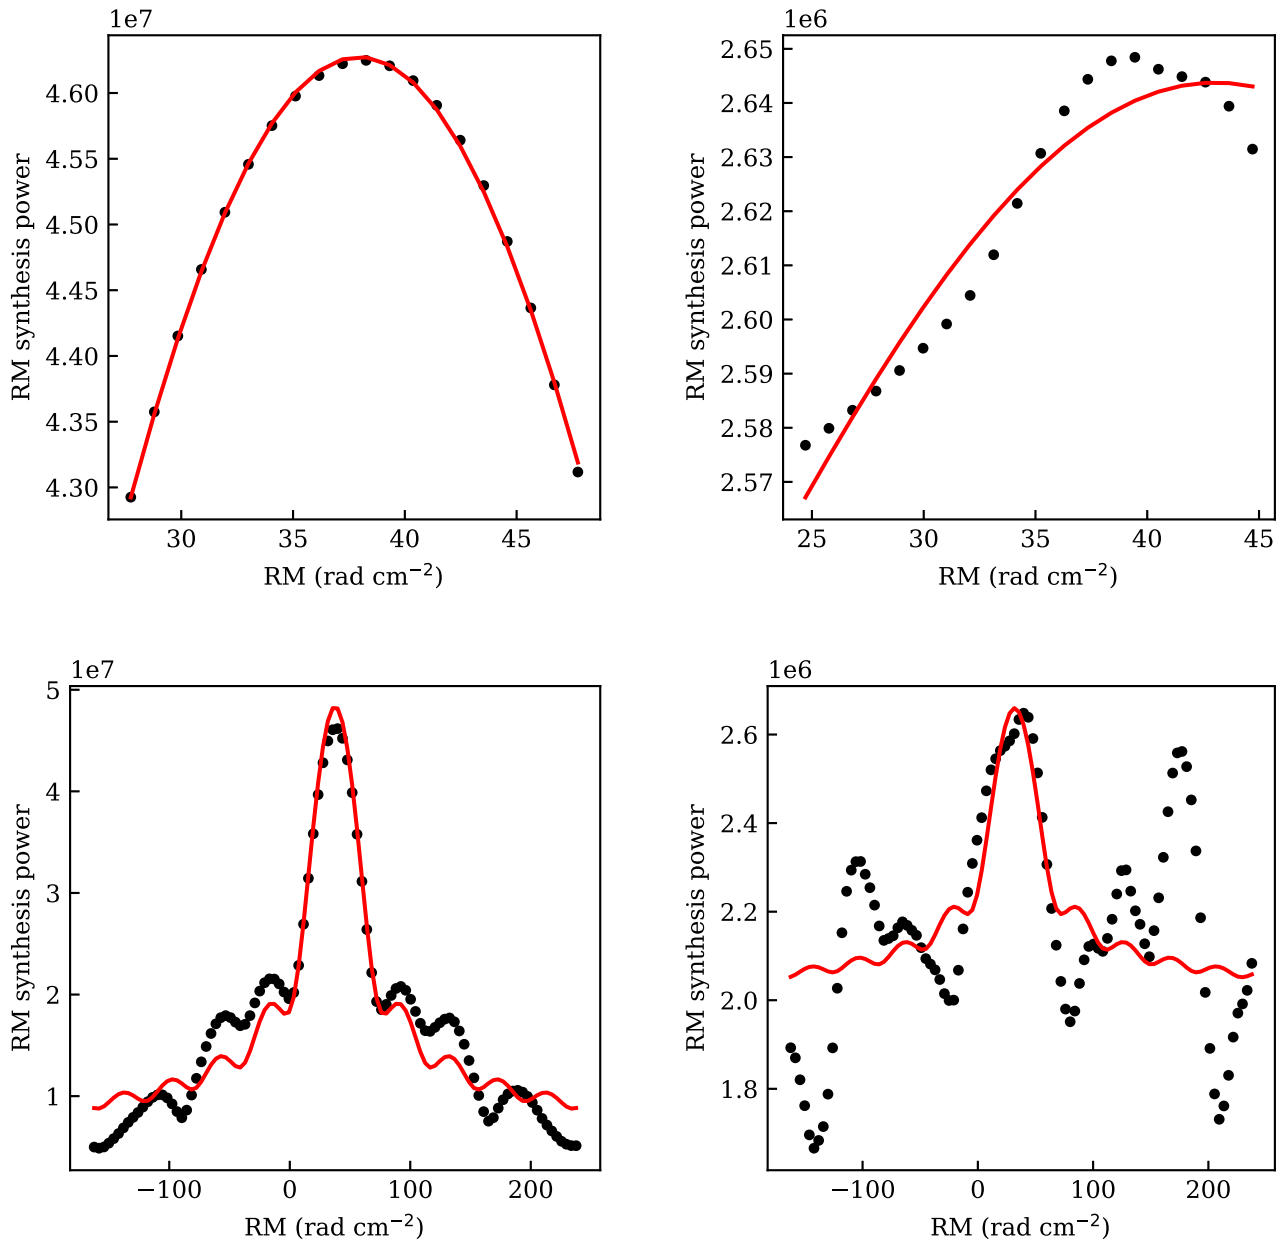 1e7
4.60
4.55
4.50
4.45
4.40
4.35
4.30
RM synthesis power
30 35 40 45
RM (rad cm⁻²)
1e6
2.65
2.64
2.63
2.62
2.61
2.60
2.59
2.58
2.57
RM synthesis power
25 30 35 40 45
RM (rad cm⁻²)
1e7
5
4
3
2
1
RM synthesis power
−100 0 100 200
RM (rad cm⁻²)
1e6
2.6
2.4
2.2
2.0
1.8
RM synthesis power
−100 0 100 200
RM (rad cm⁻²)